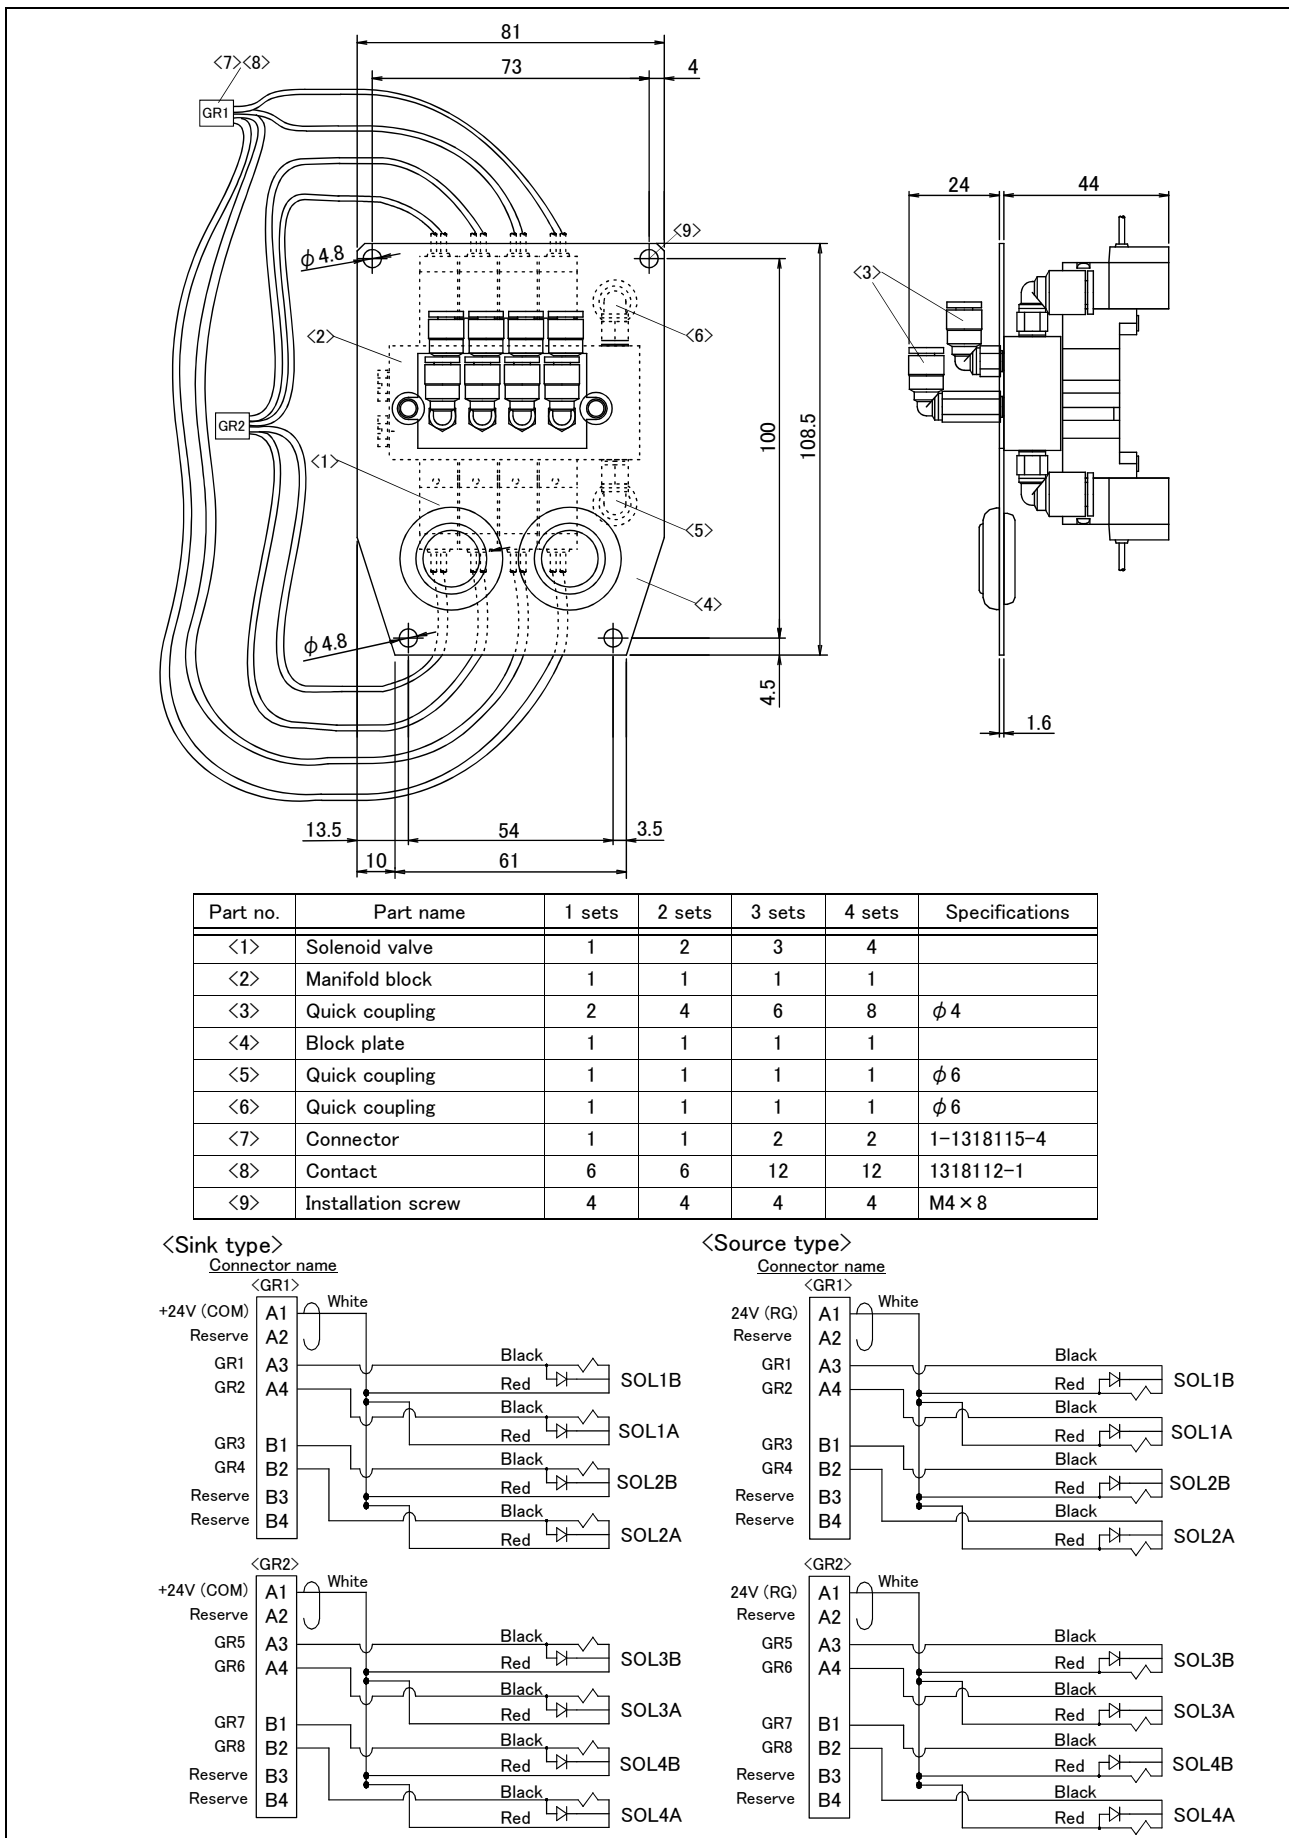 81
<7><8>
73
4
GR1
24
44
φ4.8
<9>
<3>
<2>
<6>
GR2
100
108.5
<1>
<5>
<4>
φ4.8
4.5
1.6
13.5
54
3.5
10
61
Part no. Part name 1 sets 2 sets 3 sets 4 sets Specifications
<1> Solenoid valve 1 2 3 4
<2> Manifold block 1 1 1 1
<3> Quick coupling 2 4 6 8 φ4
<4> Block plate 1 1 1 1
<5> Quick coupling 1 1 1 1 φ6
<6> Quick coupling 1 1 1 1 φ6
<7> Connector 1 1 2 2 1-1318115-4
<8> Contact 6 6 12 12 1318112-1
<9> Installation screw 4 4 4 4 M4×8
<Sink type>
Connector name
<GR1>
+24V (COM) A1 White
Reserve A2
Black
GR1 A3
Red SOL1B
GR2 A4
Black
Red SOL1A
GR3 B1
Black
GR4 B2
Red SOL2B
Reserve B3
Black
Reserve B4
Red SOL2A
<GR2>
+24V (COM) A1 White
Reserve A2
Black
GR5 A3
Red SOL3B
GR6 A4
Black
Red SOL3A
GR7 B1
Black
GR8 B2
Red SOL4B
Reserve B3
Black
Reserve B4
Red SOL4A
<Source type>
Connector name
<GR1>
24V (RG) A1 White
Reserve A2
Black
GR1 A3
Red SOL1B
GR2 A4
Black
Red SOL1A
GR3 B1
Black
GR4 B2
Red SOL2B
Reserve B3
Black
Reserve B4
Red SOL2A
<GR2>
24V (RG) A1 White
Reserve A2
Black
GR5 A3
Red SOL3B
GR6 A4
Black
Red SOL3A
GR7 B1
Black
GR8 B2
Red SOL4B
Reserve B3
Black
Reserve B4
Red SOL4A